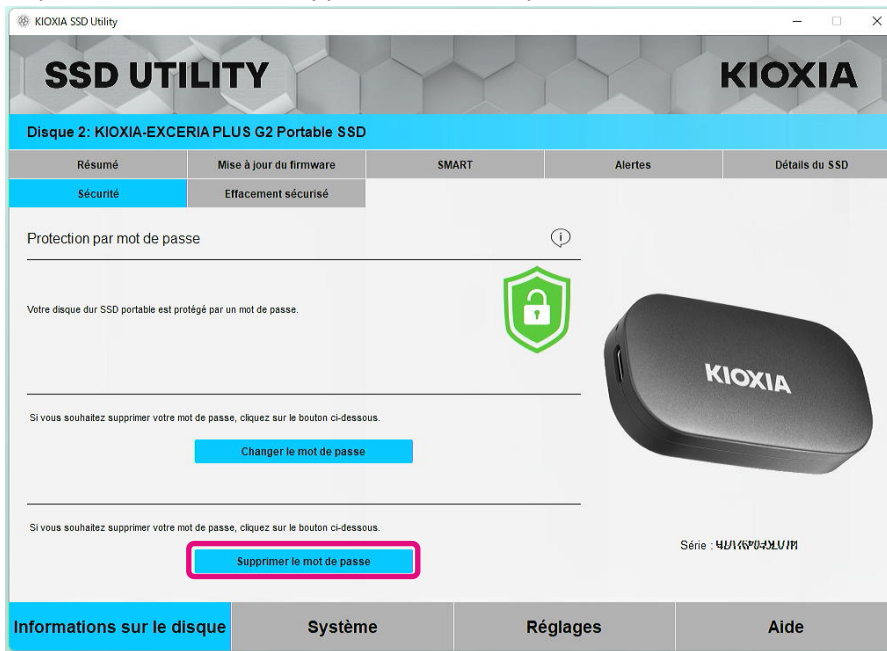 KIOXIA SSD Utility
SSD UTILITY
KIOXIA
Disque 2: KIOXIA-EXCERIA PLUS G2 Portable SSD
Résumé
Mise à jour du firmware
SMART
Alertes
Détails du SSD
Sécurité
Effacement sécurisé
Protection par mot de passe
Votre disque dur SSD portable est protégé par un mot de passe.
KIOXIA
Si vous souhaitez supprimer votre mot de passe, cliquez sur le bouton ci-dessous.
Changer le mot de passe
Si vous souhaitez supprimer votre mot de passe, cliquez sur le bouton ci-dessous.
Série :
Supprimer le mot de passe
Informations sur le disque
Système
Réglages
Aide